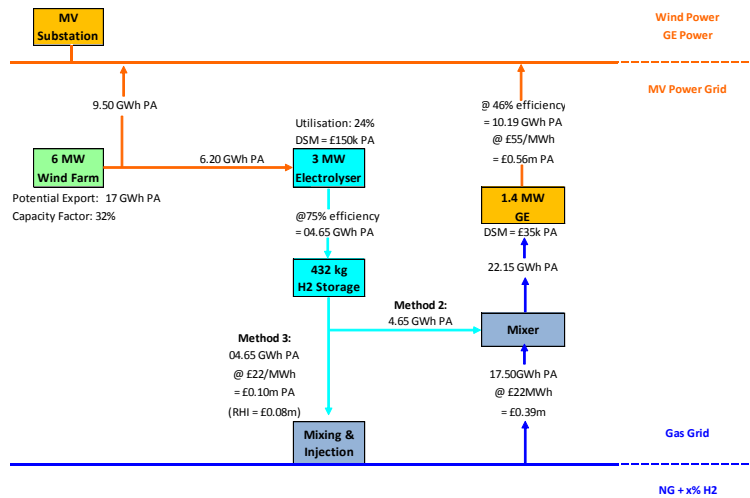 MV
Substation
Wind Power
GE Power
MV Power Grid
9.50 GWh PA
@ 46% efficiency
= 10.19 GWh PA
@ £55/MWh
= £0.56m PA
Utilisation: 24%
DSM = £150k PA
6 MW
Wind Farm
6.20 GWh PA
3 MW
Electrolyser
Potential Export: 17 GWh PA
Capacity Factor: 32%
1.4 MW
GE
DSM = £35k PA
@75% efficiency
= 04.65 GWh PA
22.15 GWh PA
432 kg
H2 Storage
Method 2:
4.65 GWh PA
Mixer
Method 3:
04.65 GWh PA
@ £22/MWh
= £0.10m PA
(RHI = £0.08m)
17.50GWh PA
@ £22MWh
= £0.39m
Mixing &
Injection
Gas Grid
NG + x% H2